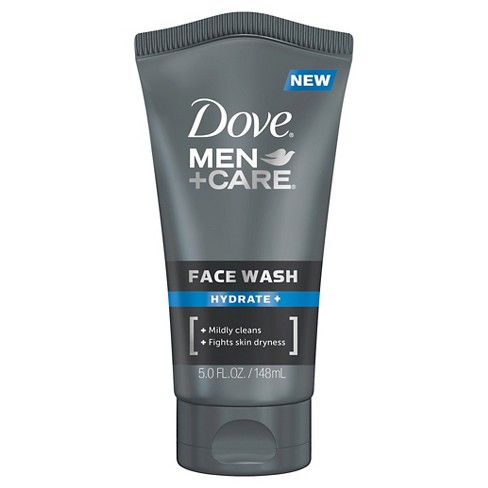 NEW
Dove®
MEN
+CARE®
FACE WASH
HYDRATE +
+ Mildly cleans
+ Fights skin dryness
5.0 FL.OZ./148mL